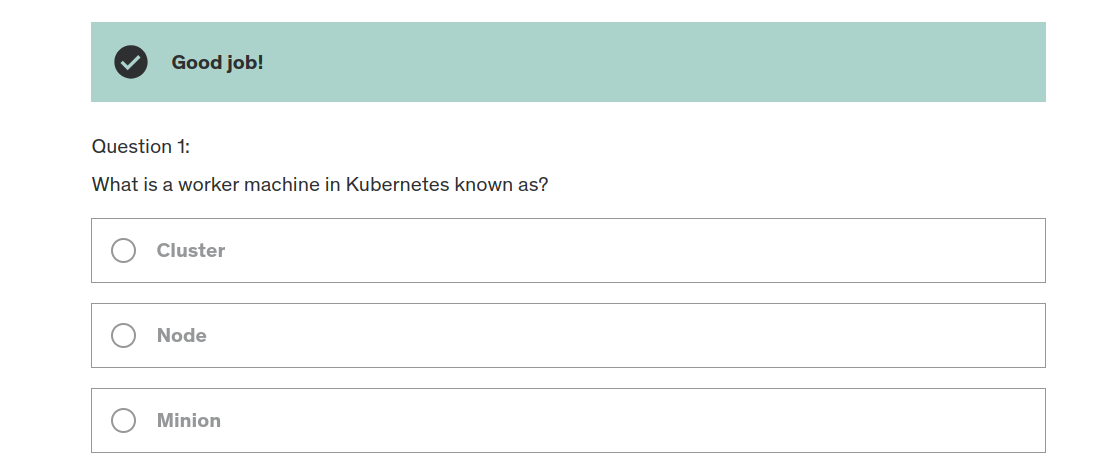 Good job!
Question 1:
What is a worker machine in Kubernetes known as?
Cluster
Node
Minion